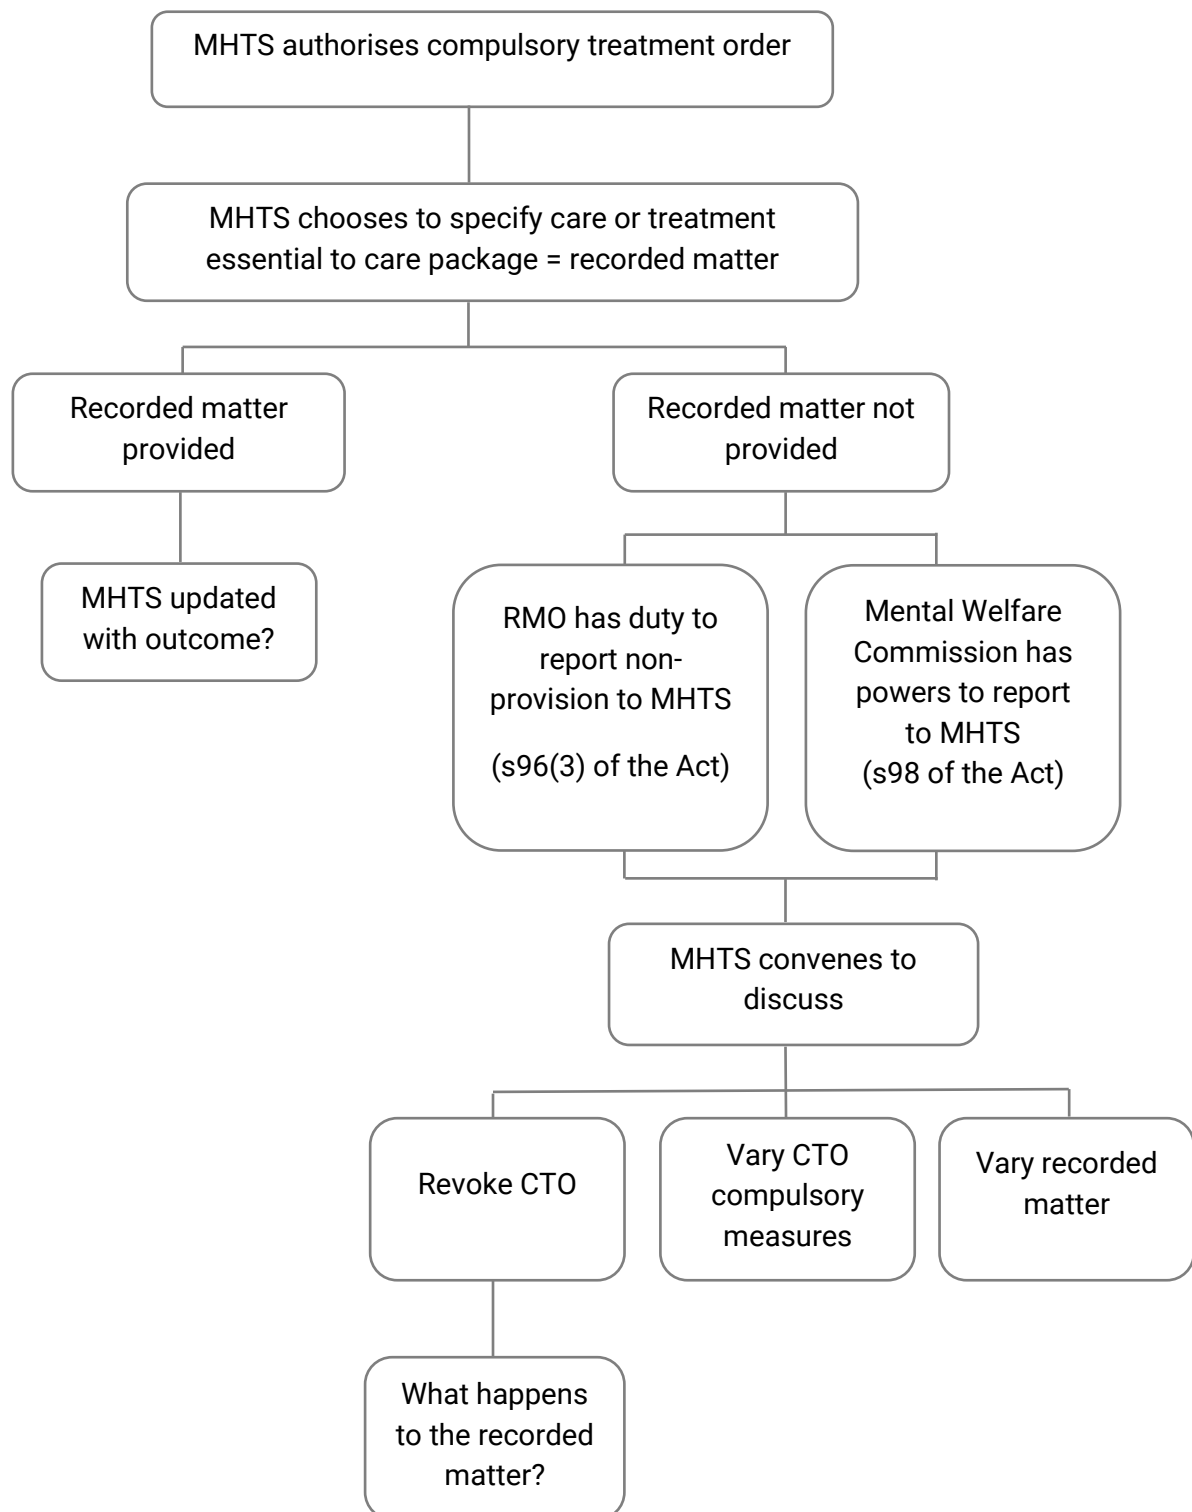 MHTS authorises compulsory treatment order
MHTS chooses to specify care or treatment
essential to care package = recorded matter
Recorded matter
provided
Recorded matter not
provided
MHTS updated
with outcome?
RMO has duty to
report non-
provision to MHTS
(s96(3) of the Act)
Mental Welfare
Commission has
powers to report
to MHTS
(s98 of the Act)
MHTS convenes to
discuss
Revoke CTO
Vary CTO
compulsory
measures
Vary recorded
matter
What happens
to the recorded
matter?